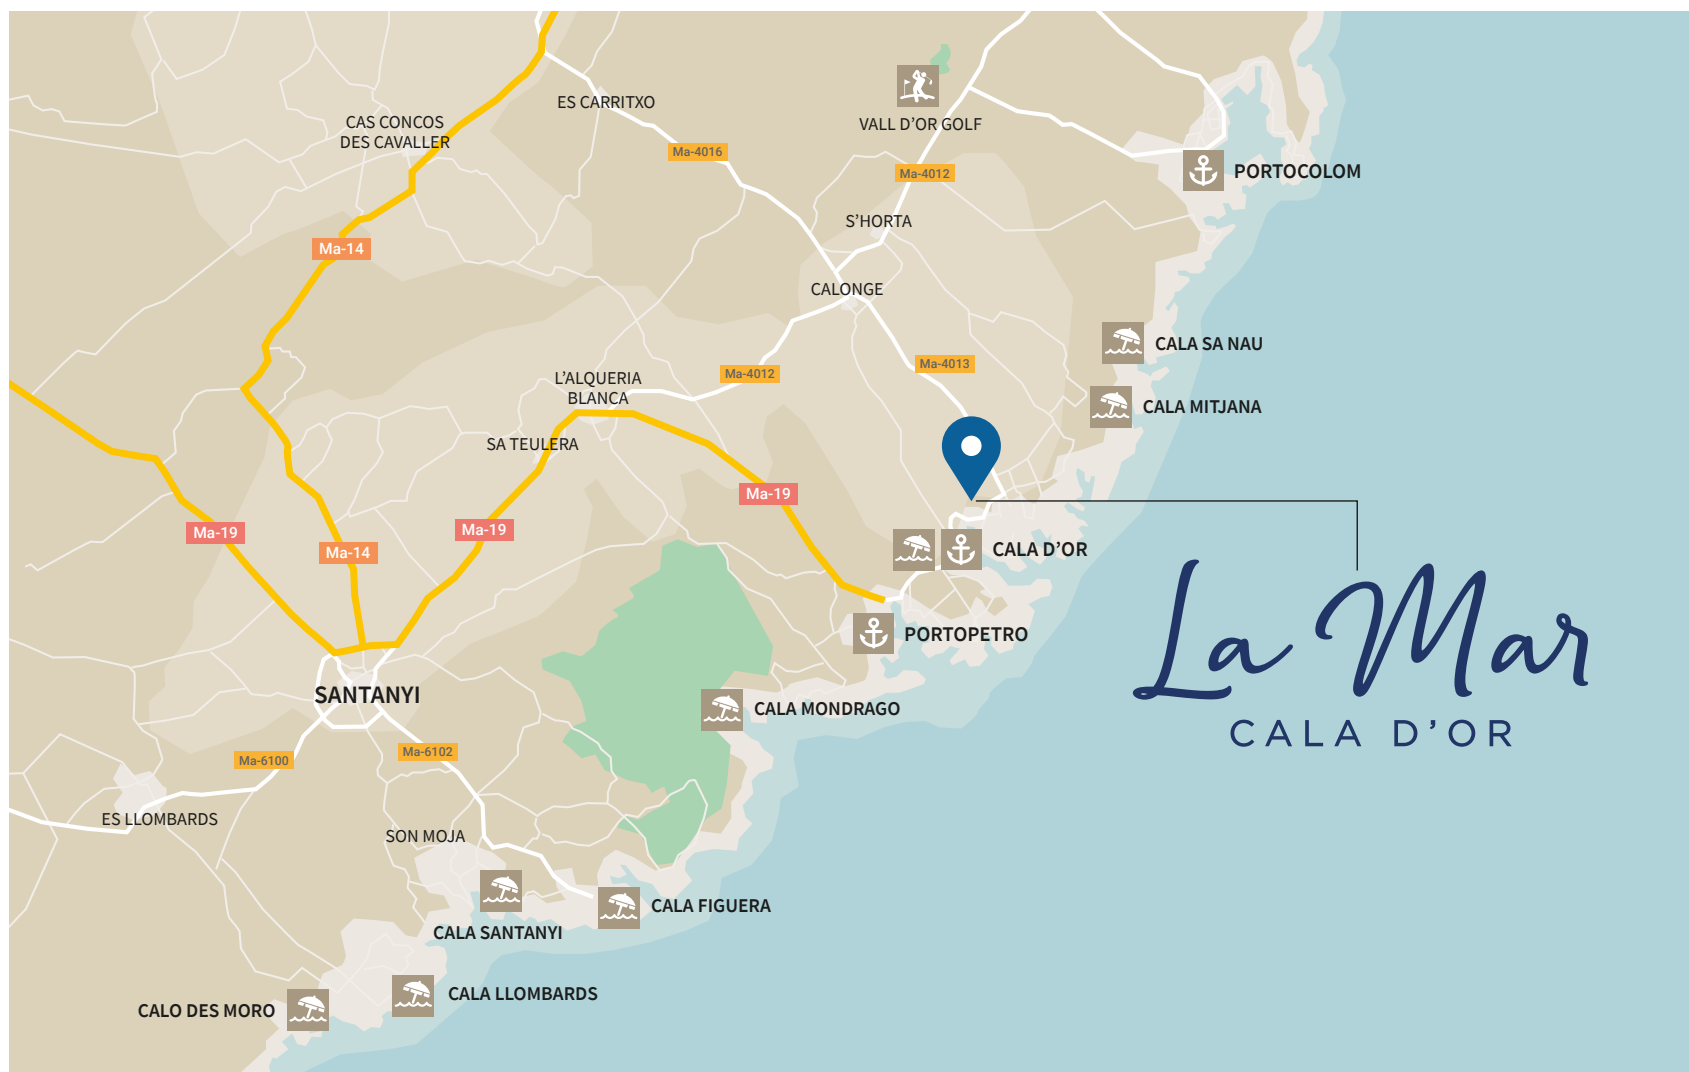 ES CARRITXO
CAS CONCOS
DES CAVALLER
VALL D’OR GOLF
Ma-4016
Ma-4012
PORTOCOLOM
S’HORTA
Ma-14
CALONGE
CALA SA NAU
Ma-4013
Ma-4012
L’ALQUERIA
BLANCA
CALA MITJANA
SA TEULERA
Ma-19
Ma-19
Ma-19
Ma-14
CALA D’OR
PORTOPETRO
La Mar
CALA D’OR
SANTANYI
CALA MONDRAGO
Ma-6102
Ma-6100
ES LLOMBARDS
SON MOJA
CALA FIGUERA
CALA SANTANYI
CALA LLOMBARDS
CALO DES MORO